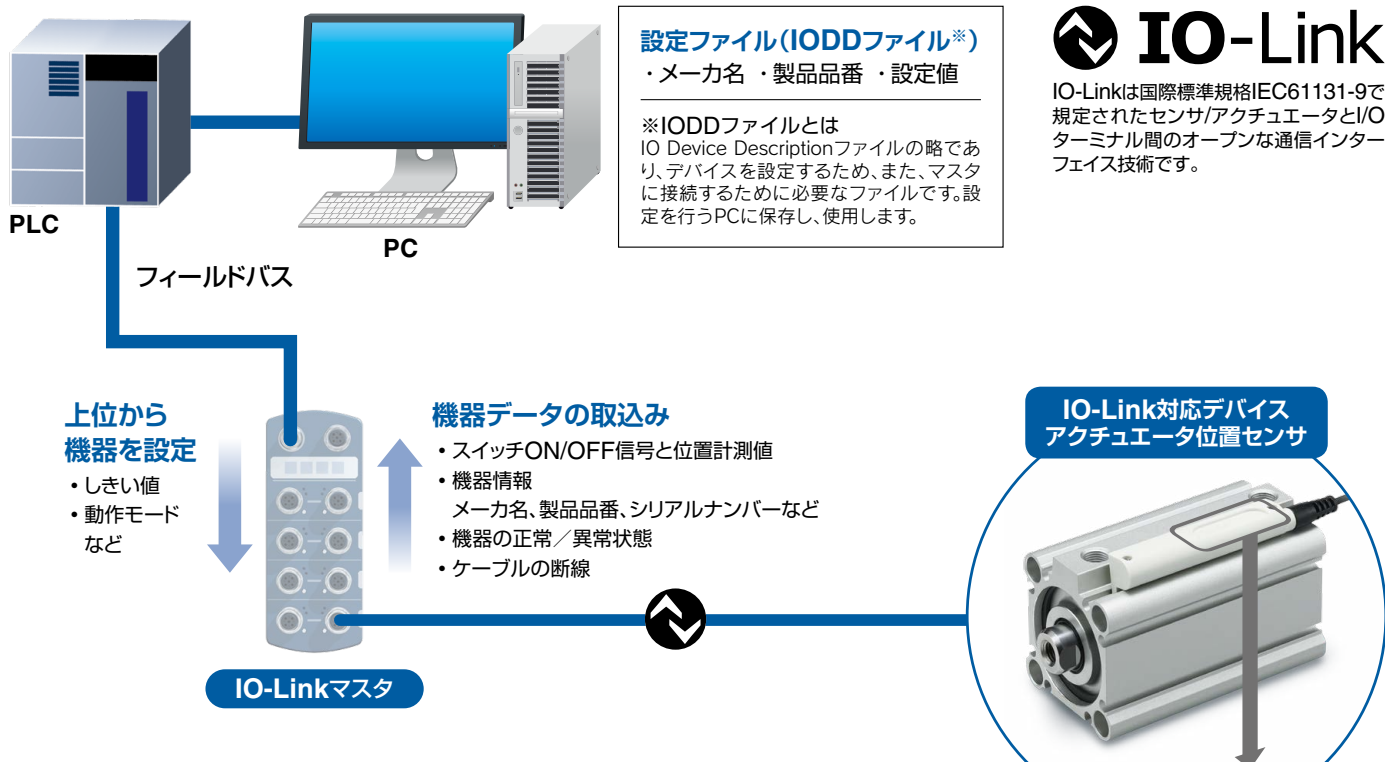 設定ファイル（IODDファイル※）
・メーカ名 ・製品品番 ・設定値
※IODDファイルとは
IO Device Descriptionファイルの略であ
り、デバイスを設定するため、また、マスタ
に接続するために必要なファイルです。設
定を行うPCに保存し、使用します。
IO-Link
IO-Linkは国際標準規格IEC61131-9で
規定されたセンサ/アクチュエータとI/O
ターミナル間のオープンな通信インター
フェイス技術です。
PLC
PC
フィールドバス
上位から
機器を設定
・しきい値
・動作モード
など
機器データの取込み
・スイッチON/OFF信号と位置計測値
・機器情報
メーカ名、製品品番、シリアルナンバーなど
・機器の正常／異常状態
・ケーブルの断線
IO-Link対応デバイス
アクチュエータ位置センサ
IO-Linkマスタ